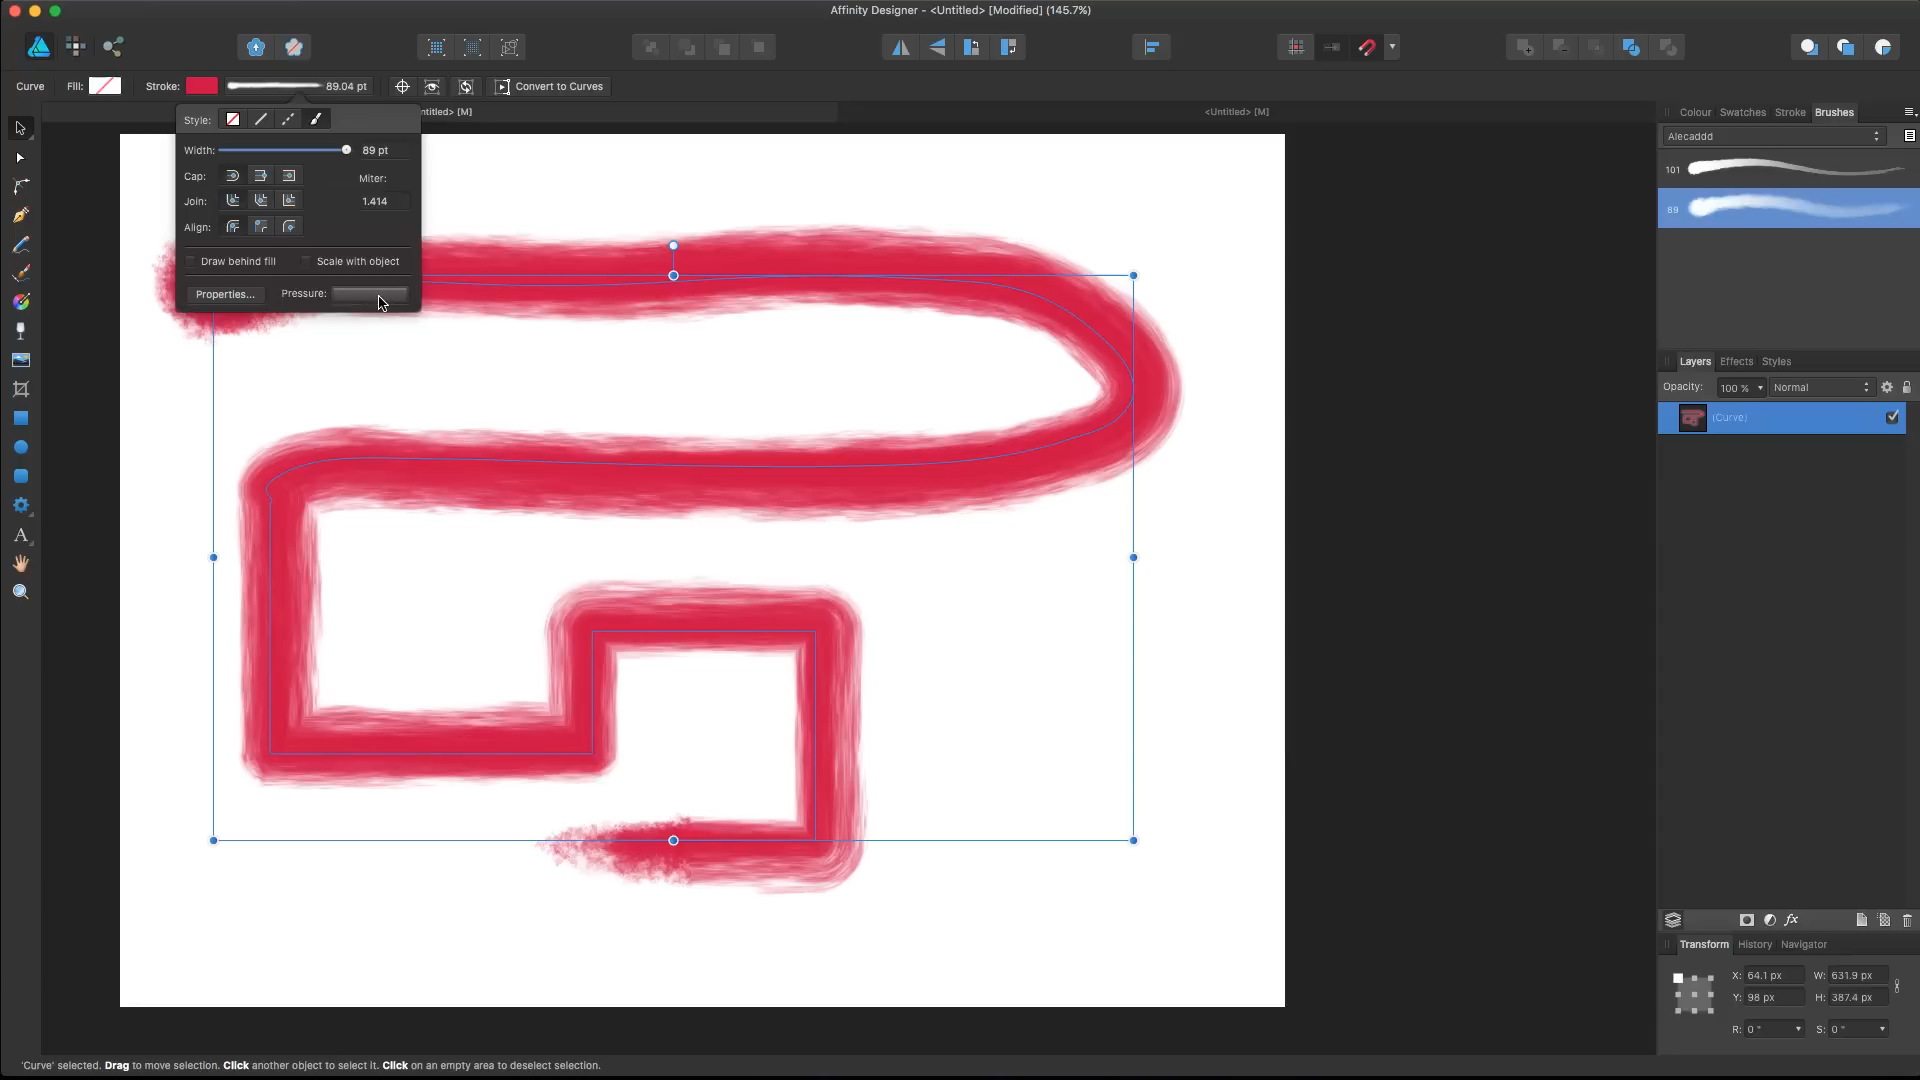 Affinity Designer - <Untitled> [Modified] (145.7%)
Curve Fill: Stroke: 89.04 pt Convert to Curves
ntitled> [M] <Untitled> [M]
Style:
Width: 89 pt
Cap: Miter:
Join: 1.414
Align:
Draw behind fill Scale with object
Properties... Pressure:
Colour Swatches Stroke Brushes
Alecaddd
101
89
Layers Effects Styles
Opacity: 100 % Normal
(Curve)
fx
Transform History Navigator
X: 64.1 px W: 631.9 px
Y: 98 px H: 387.4 px
R: 0 ° S: 0 °
'Curve' selected. Drag to move selection. Click another object to select it. Click on an empty area to deselect selection.